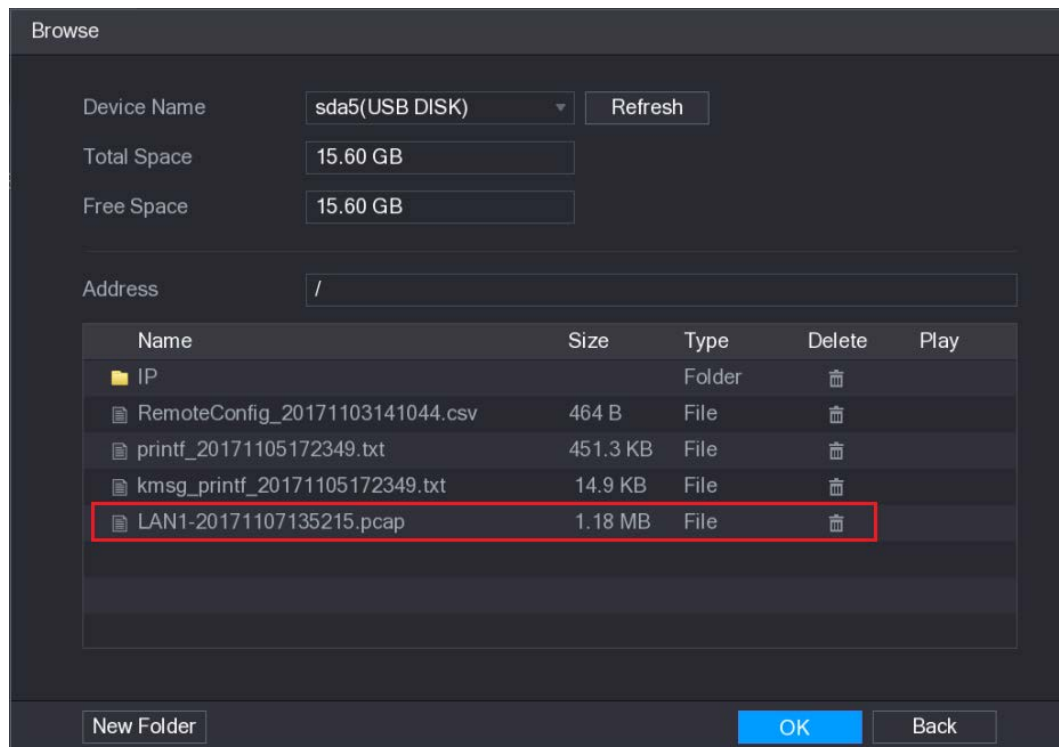 Browse
Device Name sda5(USB DISK) Refresh
Total Space 15.60 GB
Free Space 15.60 GB
Address /
Name Size Type Delete Play
IP Folder
RemoteConfig_20171103141044.csv 464 B File
printf_20171105172349.txt 451.3 KB File
kmsg_printf_20171105172349.txt 14.9 KB File
LAN1-20171107135215.pcap 1.18 MB File
New Folder OK Back